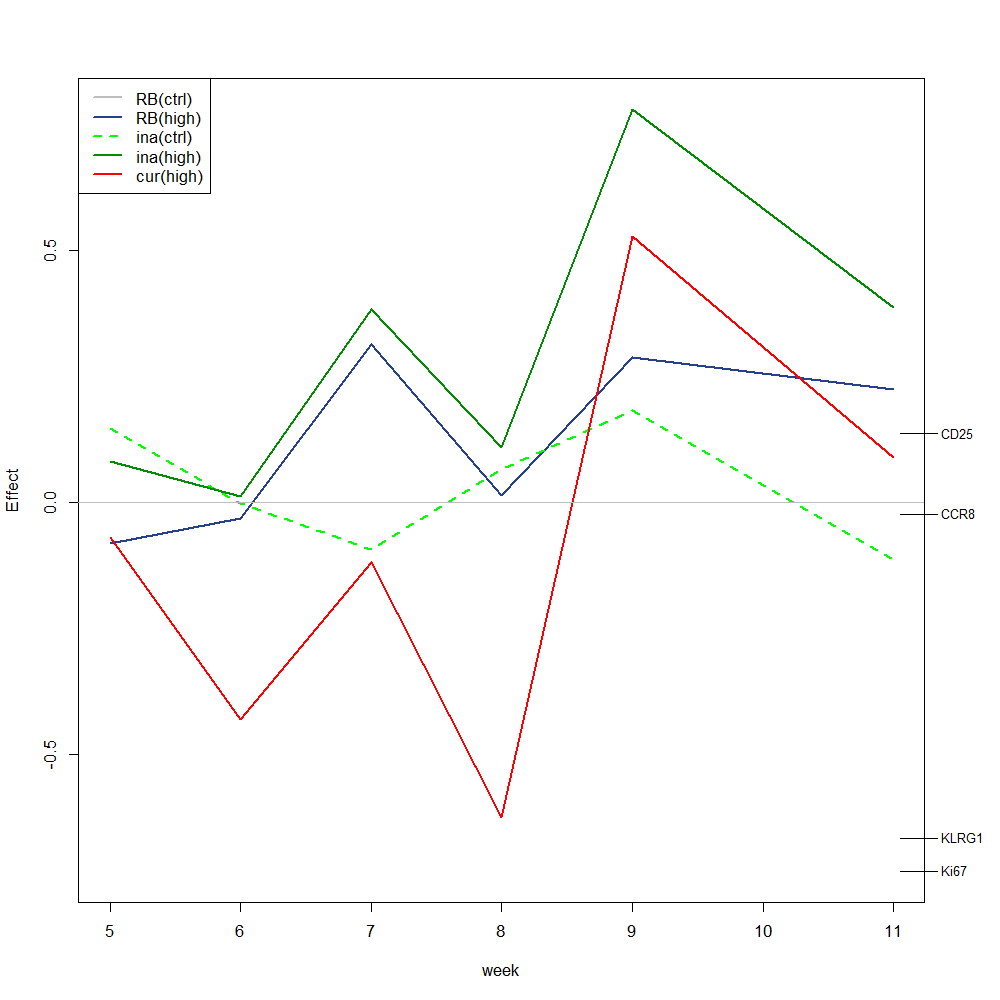 RB(ctrl)
RB(high)
ina(ctrl)
ina(high)
cur(high)
0.5
0.0
-0.5
Effect
CD25
CCR8
KLRG1
Ki67
5 6 7 8 9 10 11
week